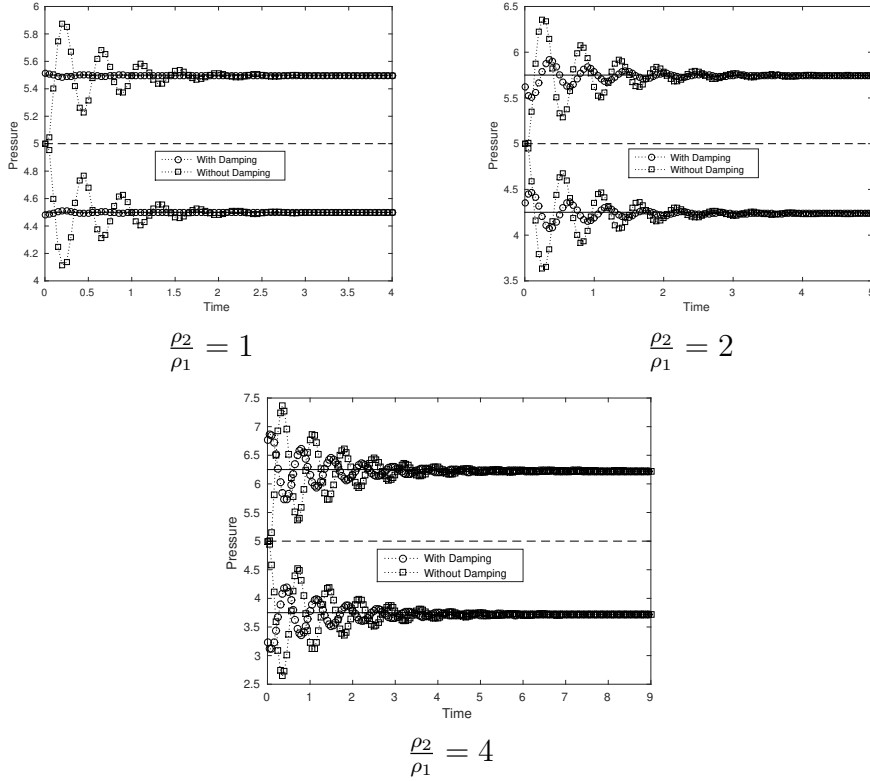 6
5.8
5.6
5.4
5.2
5
4.8
4.6
4.4
4.2
4
Pressure
With Damping
Without Damping
0 0.5 1 1.5 2 2.5 3 3.5 4
Time
ρ₂/ρ₁ = 1
6.5
6
5.5
5
4.5
4
3.5
Pressure
With Damping
Without Damping
0 1 2 3 4 5
Time
ρ₂/ρ₁ = 2
7.5
7
6.5
6
5.5
5
4.5
4
3.5
3
2.5
Pressure
With Damping
Without Damping
0 1 2 3 4 5 6 7 8 9
Time
ρ₂/ρ₁ = 4